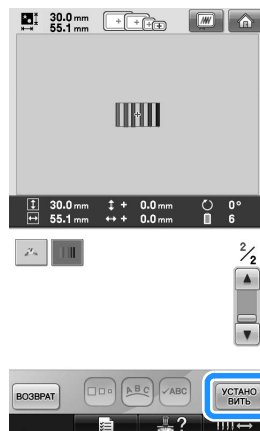 30.0 mm
55.1 mm
30.0 mm + 0.0 mm 0°
55.1 mm + 0.0 mm 6
2/2
ВОЗВРАТ
ABC
ABC
УСТАНО
ВИТЬ
?